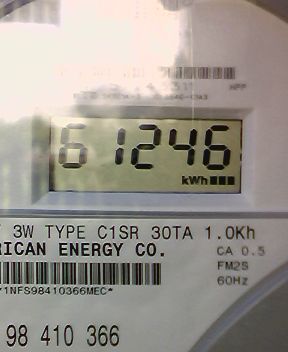 61246
kWh
3W TYPE C1SR 30TA 1.0Kh
RICAN ENERGY CO.
CA 0.5
FM2S
60Hz
Y1NFS98410366MEC*
98 410 366